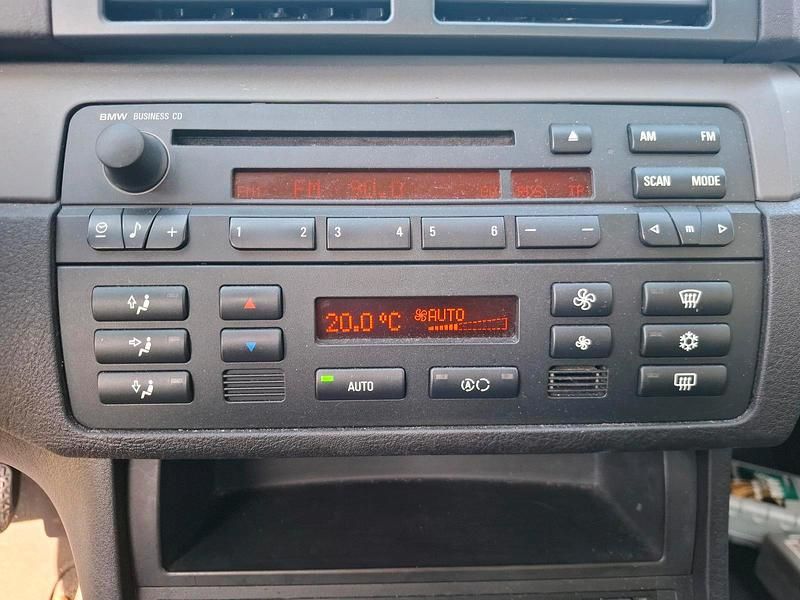 BMW BUSINESS CD
AM FM
FM 90.0
SCAN MODE
+ 1 2 3 4 5 6 — — m
20.0 °C AUTO
AUTO
A